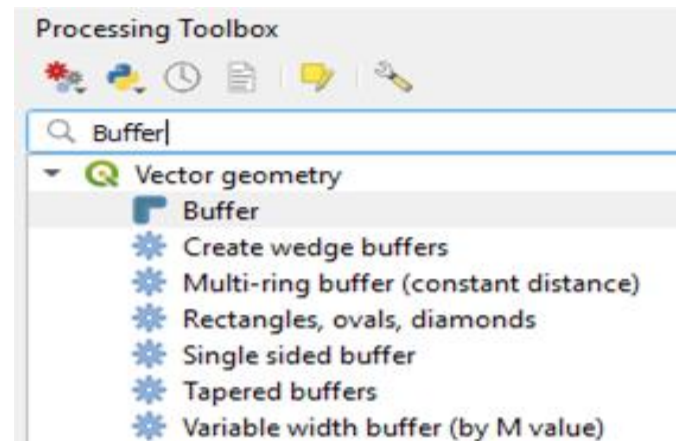 Processing Toolbox
Buffer
Vector geometry
Buffer
Create wedge buffers
Multi-ring buffer (constant distance)
Rectangles, ovals, diamonds
Single sided buffer
Tapered buffers
Variable width buffer (by M value)